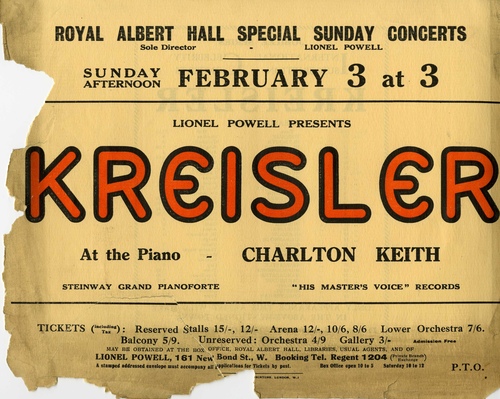 ROYAL ALBERT HALL SPECIAL SUNDAY CONCERTS
Sole Director - LIONEL POWELL
SUNDAY AFTERNOON FEBRUARY 3 at 3
LIONEL POWELL PRESENTS
KREISLER
At the Piano - CHARLTON KEITH
STEINWAY GRAND PIANOFORTE "HIS MASTER'S VOICE" RECORDS
TICKETS (including Tax): Reserved Stalls 15/-, 12/- Arena 12/-, 10/6, 8/6 Lower Orchestra 7/6.
Balcony 5/9. Unreserved: Orchestra 4/9 Gallery 3/- Admission Free
MAY BE OBTAINED AT THE BOX OFFICE, ROYAL ALBERT HALL, LIBRARIES, USUAL AGENTS, AND OF
LIONEL POWELL, 161 New Bond St., W. Booking Tel. Regent 1204 (Private Branch Exchange)
A stamped addressed envelope must accompany all applications for Tickets by post. Box Office open 10 to 5 Saturday 10 to 12 P.T.O.
LONDON, W.